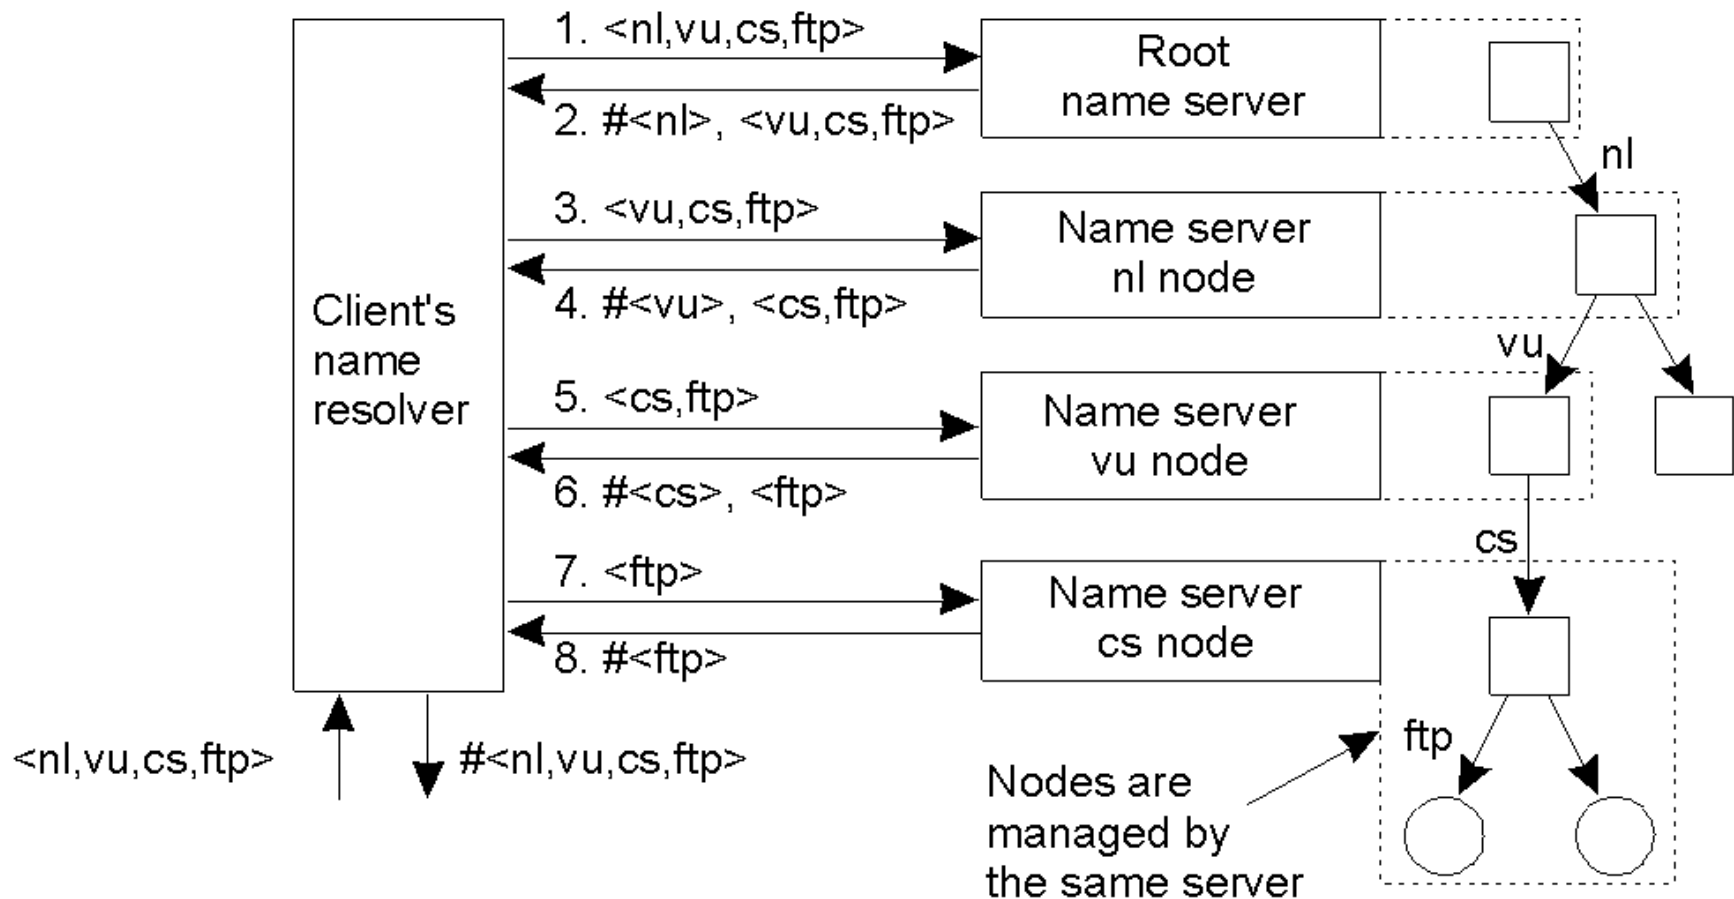 1. <nl,vu,cs,ftp>
Root
name server
2. #<nl>, <vu,cs,ftp>
nl
3. <vu,cs,ftp>
Name server
nl node
4. #<vu>, <cs,ftp>
Client's
name
resolver
vu
5. <cs,ftp>
Name server
vu node
6. #<cs>, <ftp>
cs
7. <ftp>
Name server
cs node
8. #<ftp>
<nl,vu,cs,ftp>
#<nl,vu,cs,ftp>
ftp
Nodes are
managed by
the same server